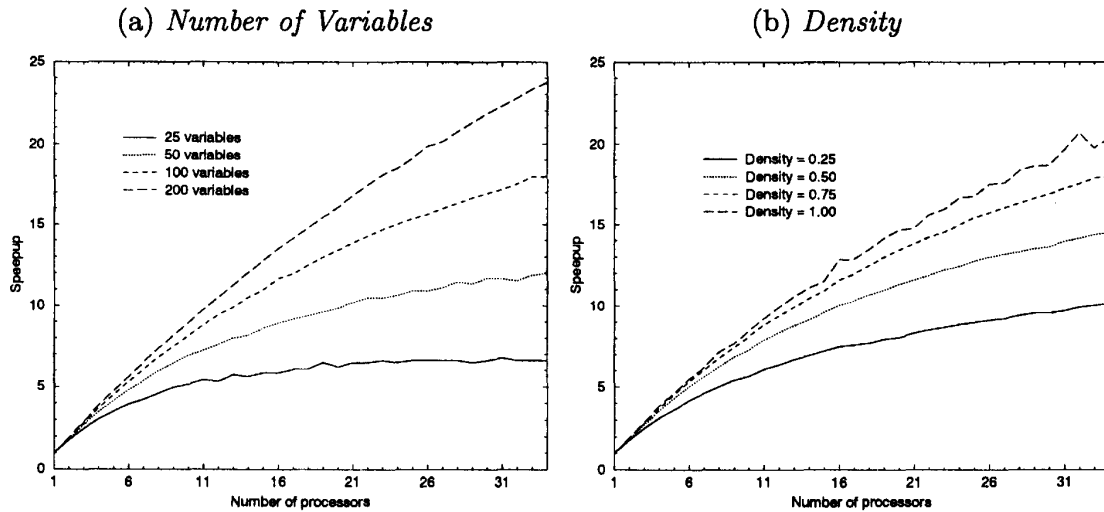 (a) Number of Variables
25
20
15
10
5
0
Speepup
25 variables
50 variables
100 variables
200 variables
1 6 11 16 21 26 31
Number of processors
(b) Density
25
20
15
10
5
0
Speepup
Density = 0.25
Density = 0.50
Density = 0.75
Density = 1.00
1 6 11 16 21 26 31
Number of processors